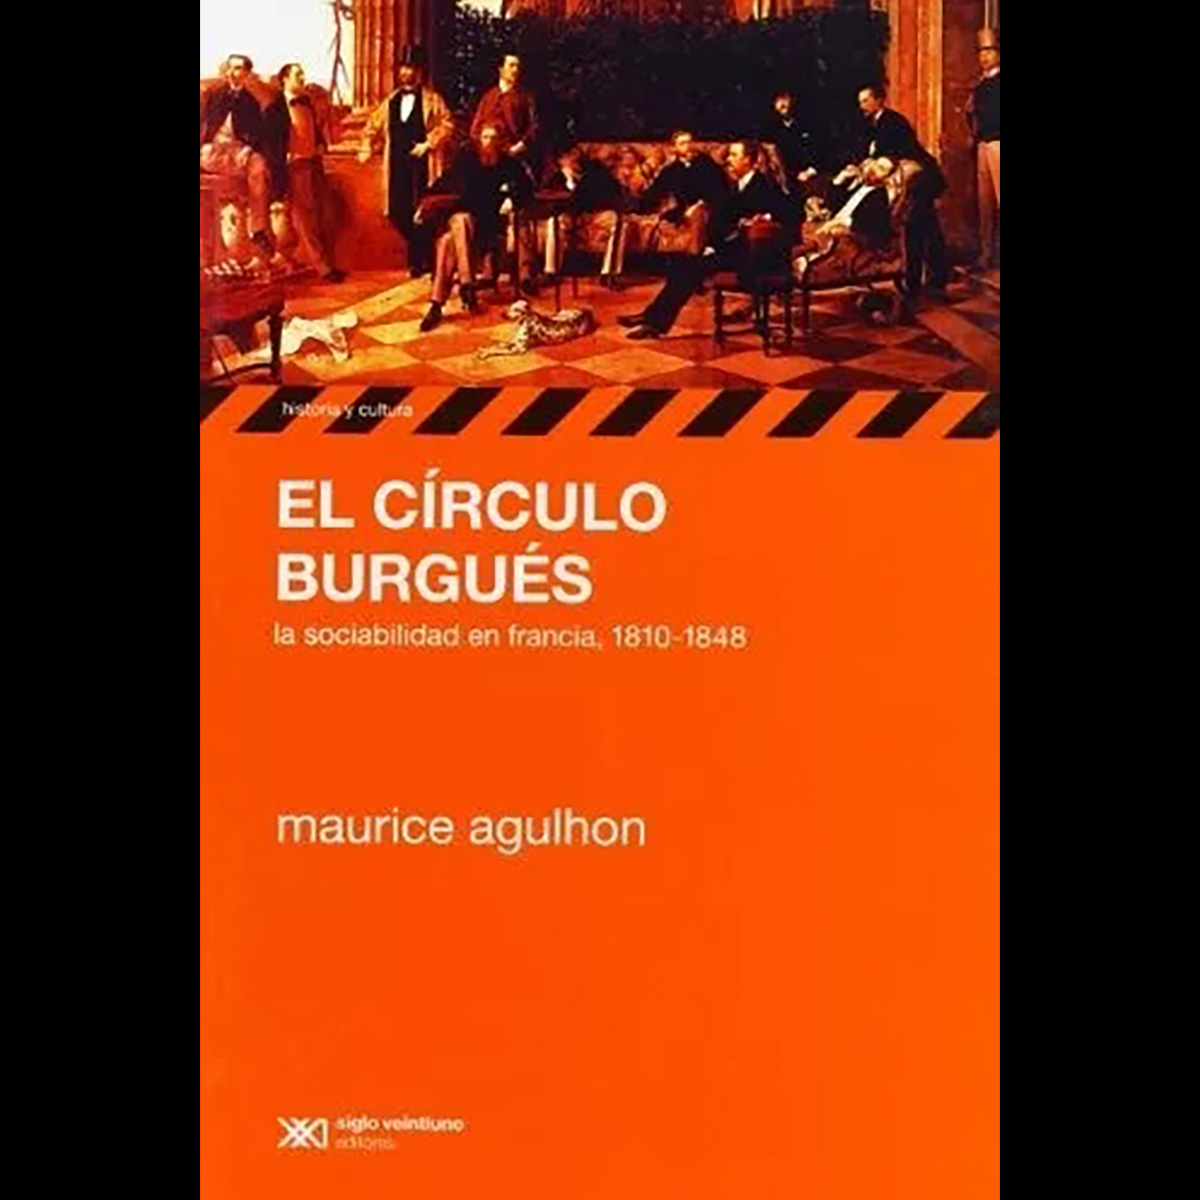 historia y cultura
EL CÍRCULO
BURGUÉS
la sociabilidad en francia, 1810-1848
maurice agulhon
siglo veintiuno
editores